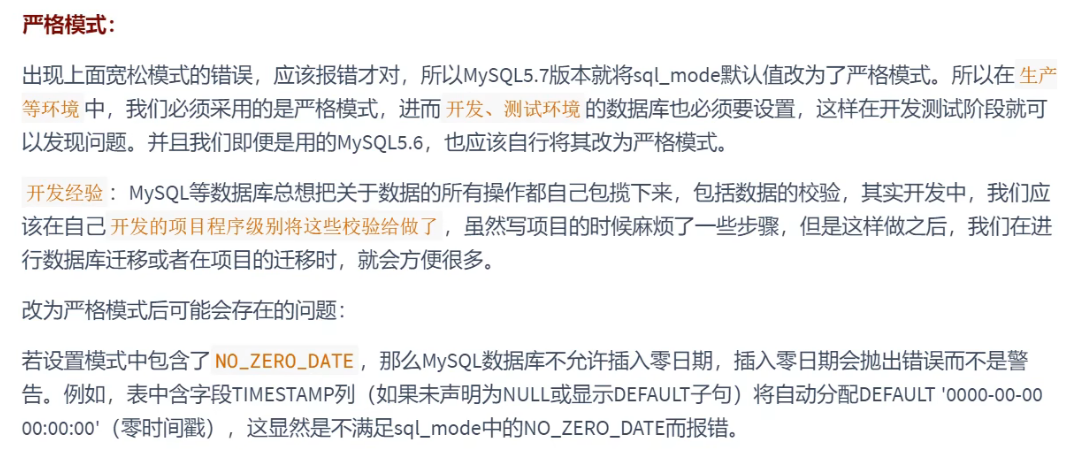 严格模式：
出现上面宽松模式的错误，应该报错才对，所以MySQL5.7版本就将sql_mode默认值改为了严格模式。所以在 生产
等环境 中，我们必须采用的是严格模式，进而 开发、测试环境 的数据库也必须要设置，这样在开发测试阶段就可
以发现问题。并且我们即便是用的MySQL5.6，也应该自行将其改为严格模式。
开发经验 ：MySQL等数据库总想把关于数据的所有操作都自己包揽下来，包括数据的校验，其实开发中，我们应
该在自己 开发的项目程序级别将这些校验给做了 ，虽然写项目的时候麻烦了一些步骤，但是这样做之后，我们在进
行数据库迁移或者在项目的迁移时，就会方便很多。
改为严格模式后可能会存在的问题：
若设置模式中包含了 NO_ZERO_DATE ，那么MySQL数据库不允许插入零日期，插入零日期会抛出错误而不是警
告。例如，表中含字段TIMESTAMP列（如果未声明为NULL或显示DEFAULT子句）将自动分配DEFAULT '0000-00-00
00:00:00'（零时间戳），这显然是不满足sql_mode中的NO_ZERO_DATE而报错。